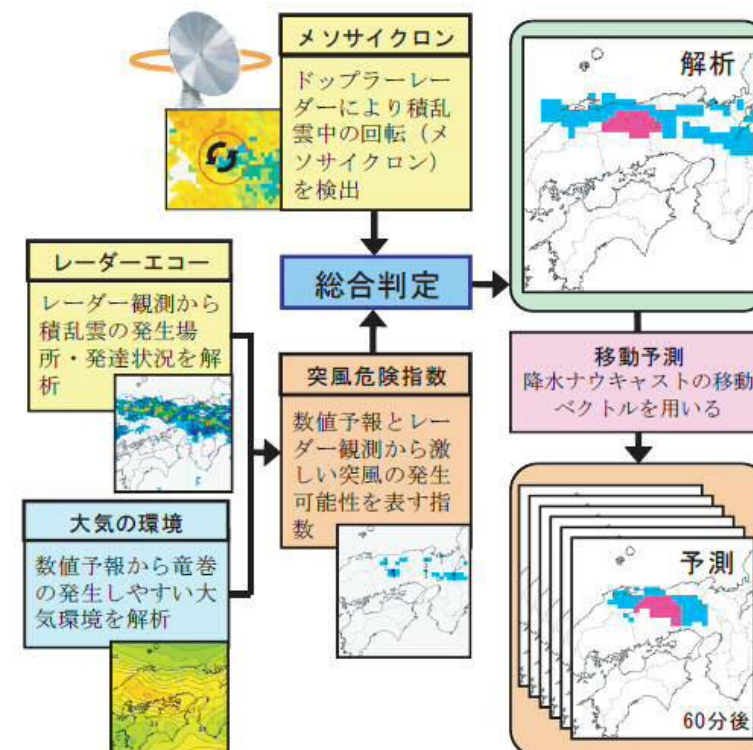 メソサイクロン
ドップラーレー
ダーにより積乱
雲中の回転（メ
ソサイクロン）
を検出
レーダーエコー
レーダー観測から
積乱雲の発生場
所・発達状況を解
析
大気の環境
数値予報から竜巻
の発生しやすい大
気環境を解析
総合判定
突風危険指数
数値予報とレー
ダー観測から激
しい突風の発生
可能性を表す指
数
解析
移動予測
降水ナウキャストの移動
ベクトルを用いる
予測
60分後